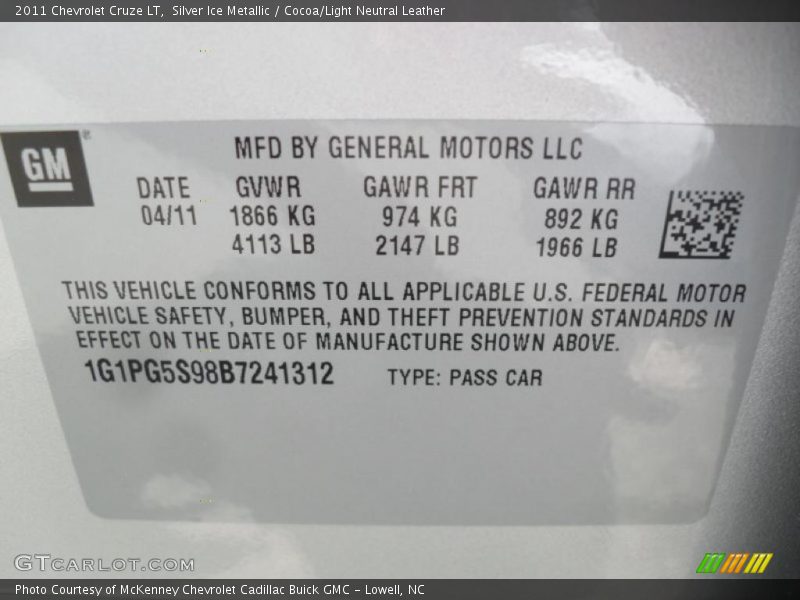 2011 Chevrolet Cruze LT, Silver Ice Metallic / Cocoa/Light Neutral Leather
GM®
MFD BY GENERAL MOTORS LLC
DATE GVWR GAWR FRT GAWR RR
04/11 1866 KG 974 KG 892 KG
4113 LB 2147 LB 1966 LB
THIS VEHICLE CONFORMS TO ALL APPLICABLE U.S. FEDERAL MOTOR
VEHICLE SAFETY, BUMPER, AND THEFT PREVENTION STANDARDS IN
EFFECT ON THE DATE OF MANUFACTURE SHOWN ABOVE.
1G1PG5S98B7241312 TYPE: PASS CAR
GTCARLOT.COM
Photo Courtesy of McKenney Chevrolet Cadillac Buick GMC - Lowell, NC